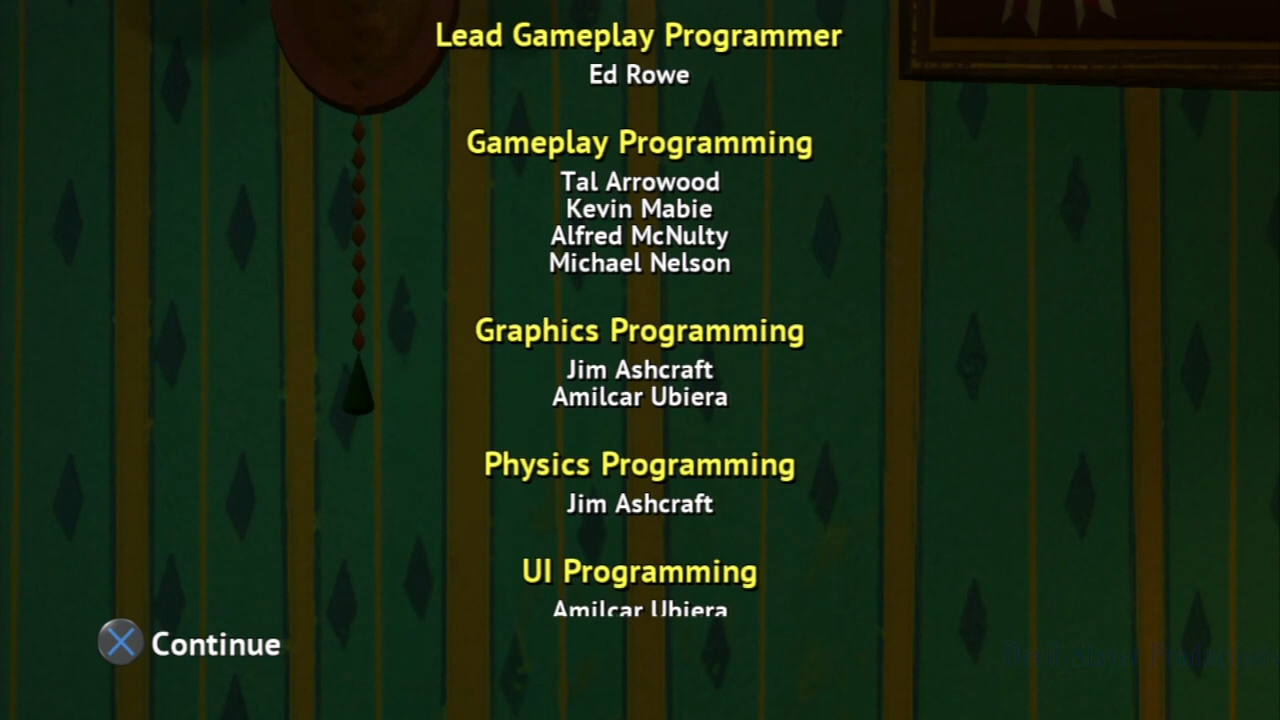 Lead Gameplay Programmer
Ed Rowe
Gameplay Programming
Tal Arrowood
Kevin Mabie
Alfred McNulty
Michael Nelson
Graphics Programming
Jim Ashcraft
Amilcar Ubiera
Physics Programming
Jim Ashcraft
UI Programming
Amilcar Ubiera
Continue